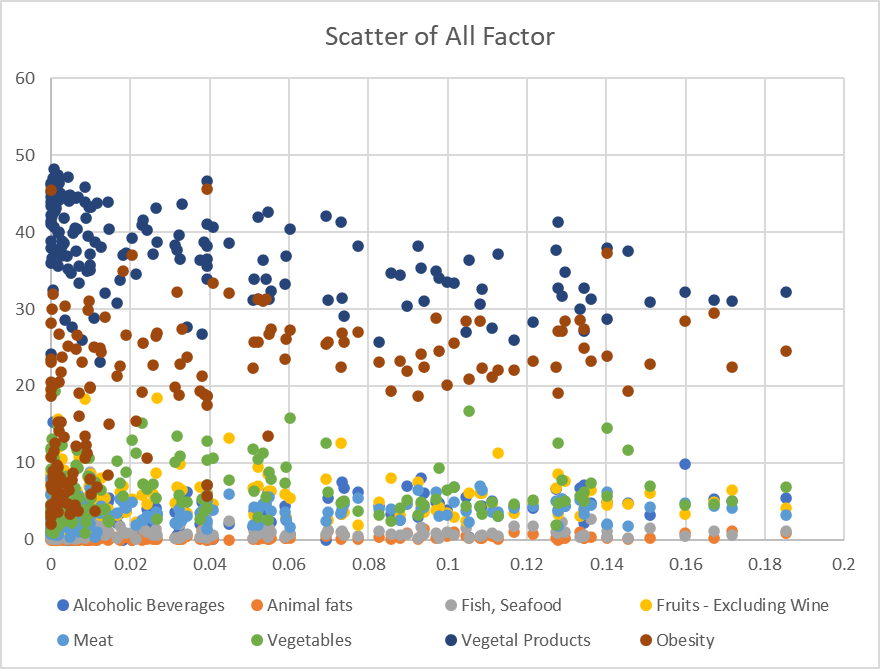 Scatter of All Factor
60
50
40
30
20
10
0
0 0.02 0.04 0.06 0.08 0.1 0.12 0.14 0.16 0.18 0.2
Alcoholic Beverages Animal fats Fish, Seafood Fruits - Excluding Wine
Meat Vegetables Vegetal Products Obesity